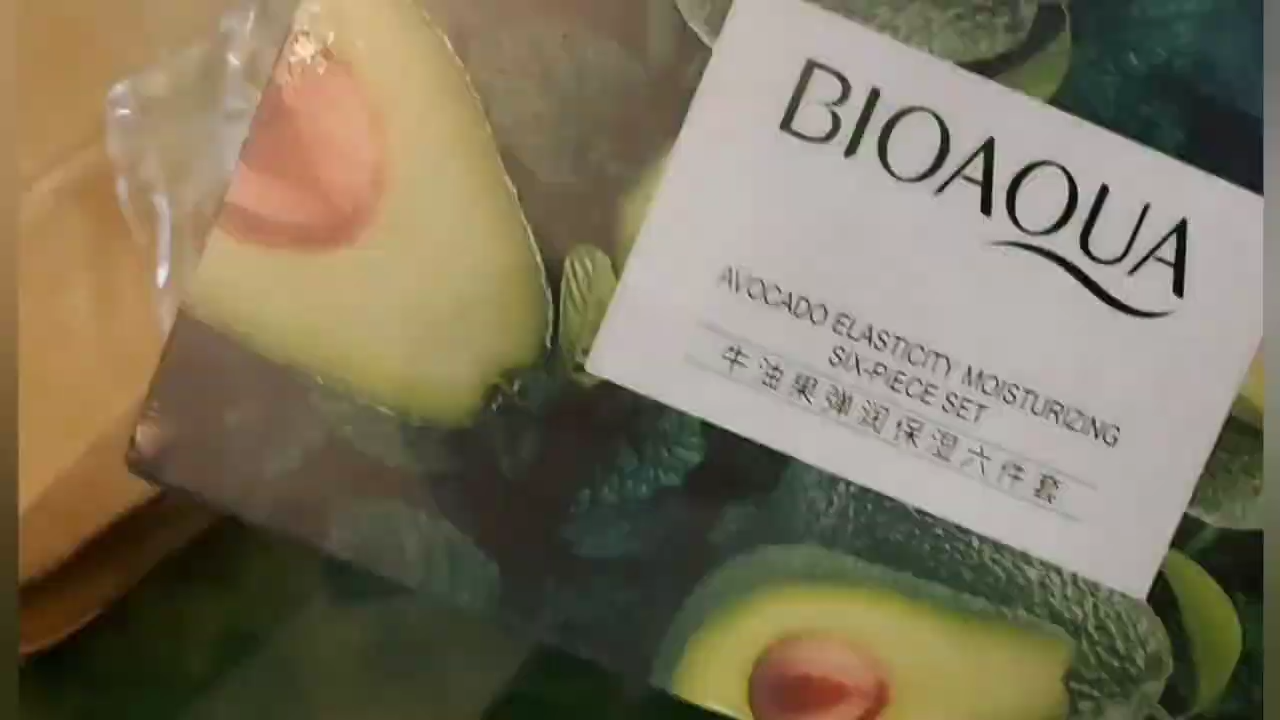 BIOAQUA
AVOCADO ELASTICITY MOISTURIZING
SIX-PIECE SET
牛油果弹润保湿六件套